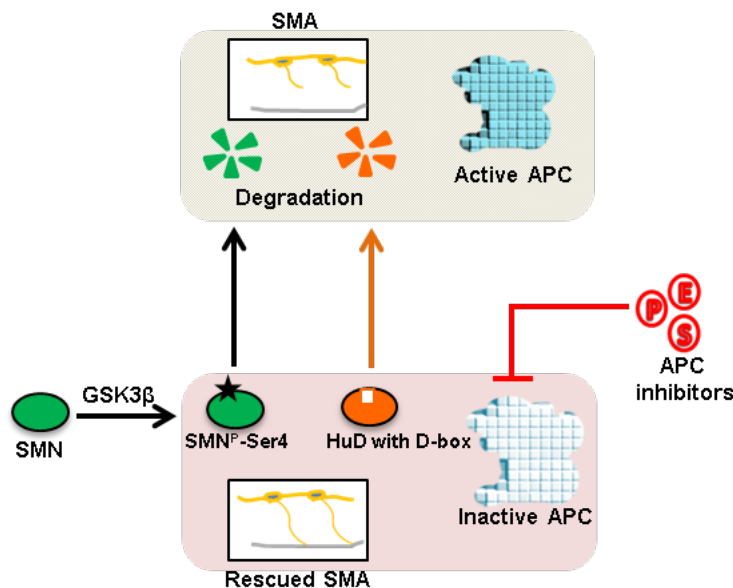 SMA
Degradation
Active APC
P
E
S
APC
inhibitors
GSK3β
SMN
SMNᴾ-Ser4
HuD with D-box
Inactive APC
Rescued SMA